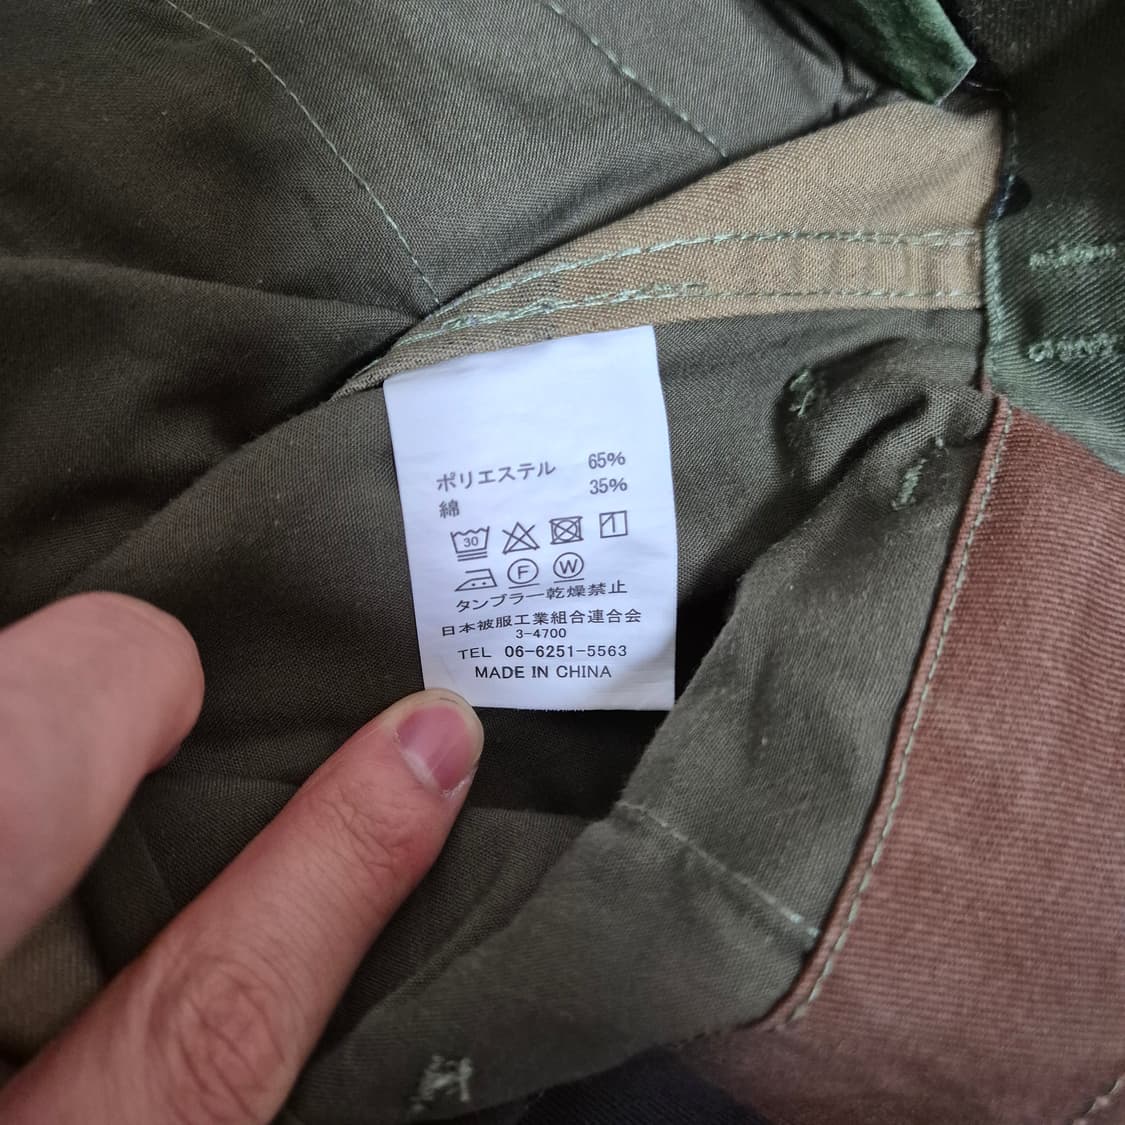 ポリエステル 65%
綿 35%
30
F W
タンブラー乾燥禁止
日本被服工業組合連合会
3-4700
TEL 06-6251-5563
MADE IN CHINA